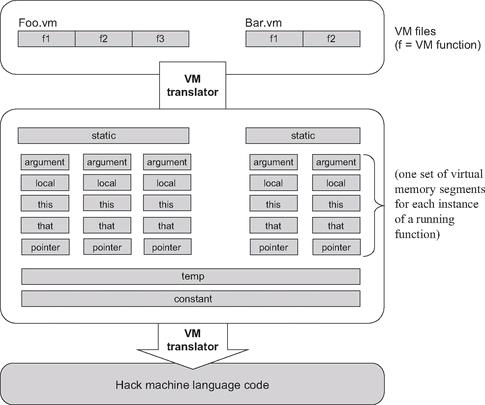 Foo.vm
Bar.vm
f1 f2 f3
f1 f2
VM files
(f = VM function)
VM
translator
static
static
argument argument argument
argument argument
local local local
local local
this this this
this this
that that that
that that
pointer pointer pointer
pointer pointer
(one set of virtual
memory segments
for each instance
of a running
function)
temp
constant
VM
translator
Hack machine language code